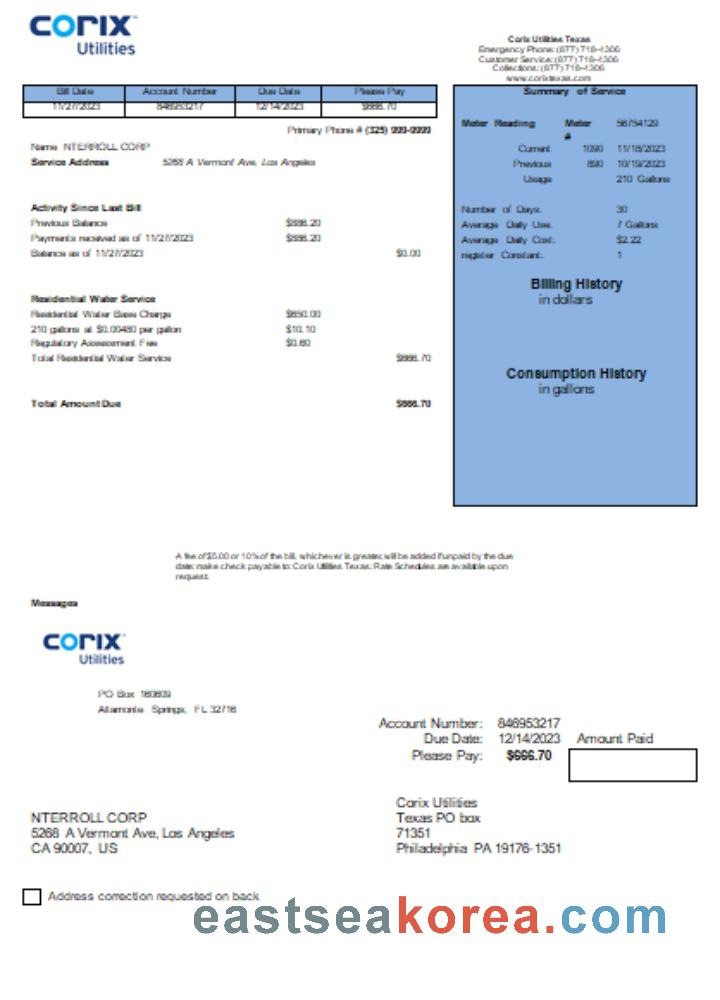 CORIX
Utilities
Corix Utilities Texas
Emergency Phone: (877) 718-4306
Customer Service: (877) 718-4306
Collections: (877) 718-4306
www.corixtexas.com
Bill Date Account Number Due Date Please Pay
11/27/2023 846953217 12/14/2023 $666.70
Primary Phone # (325) 999-9999
Name NTERROLL CORP
Service Address 5268 A Vermont Ave, Los Angeles
Activity Since Last Bill
Previous Balance $886.20
Payments received as of 11/27/2023 $886.20
Balance as of 11/27/2023 $0.00
Residential Water Service
Residential Water Base Charge $650.00
210 gallons at $0.00480 per gallon $10.10
Regulatory Assessment Fee $0.60
Total Residential Water Service $666.70
Total Amount Due $666.70
Summary of Service
Meter Reading Meter # 56754129
Current 1090 11/18/2023
Previous 890 10/19/2023
Usage 210 Gallons
Number of Days: 30
Average Daily Use: 7 Gallons
Average Daily Cost: $2.22
register Constant: 1
Billing History
in dollars
Consumption History
in gallons
A fee of $5.00 or 10% of the bill, whichever is greater, will be added if unpaid by the due
date: make check payable to: Corix Utilities Texas: Rate Schedules are available upon
request.
Messages
CORIX
Utilities
PO Box 160609
Altamonte Springs, FL 32716
Account Number: 846953217
Due Date: 12/14/2023 Amount Paid
Please Pay: $666.70
NTERROLL CORP
5268 A Vermont Ave, Los Angeles
CA 90007, US
Corix Utilities
Texas PO box
71351
Philadelphia PA 19176-1351
Address correction requested on back
eastseakorea.com